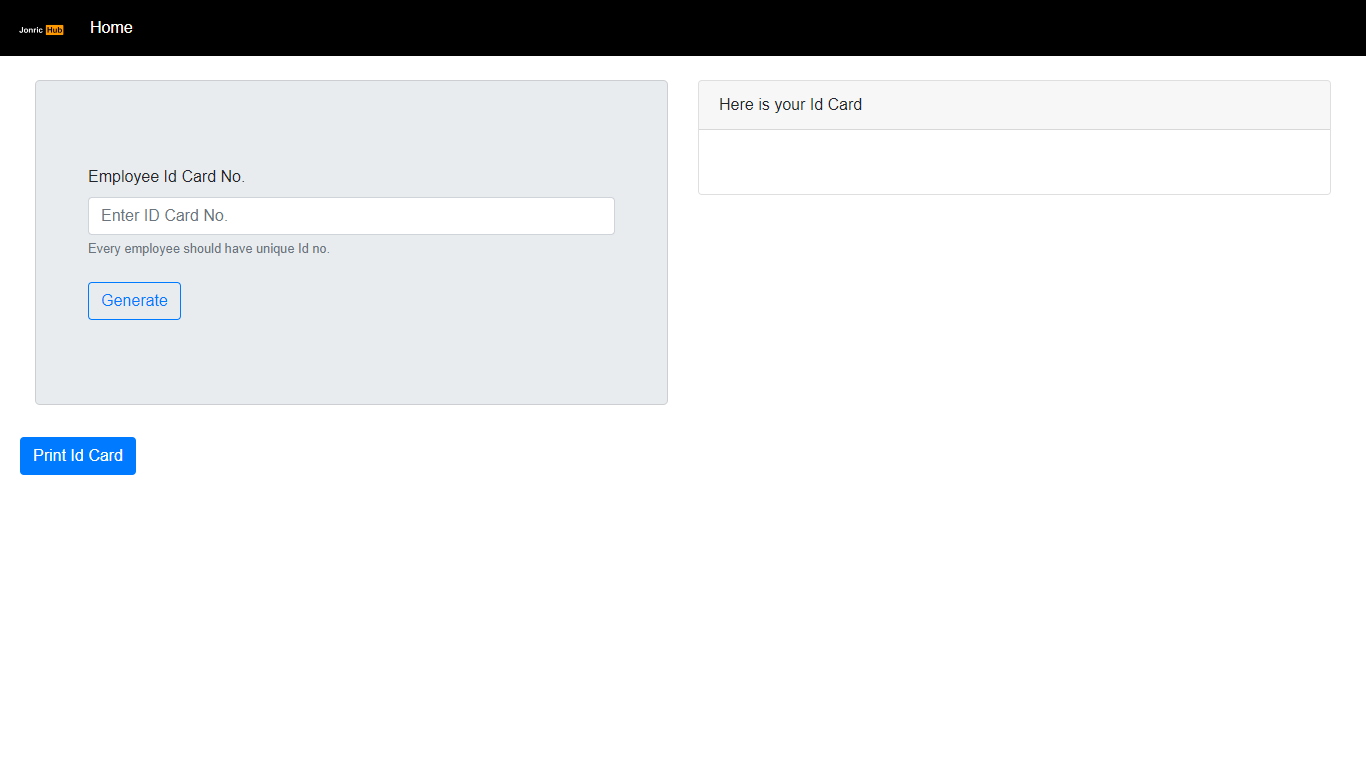 Jonric Hub
Home
Employee Id Card No.
Enter ID Card No.
Every employee should have unique Id no.
Generate
Here is your Id Card
Print Id Card